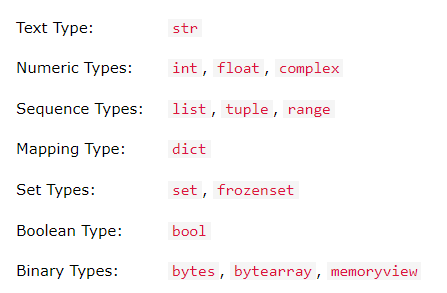 Text Type: str
Numeric Types: int, float, complex
Sequence Types: list, tuple, range
Mapping Type: dict
Set Types: set, frozenset
Boolean Type: bool
Binary Types: bytes, bytearray, memoryview